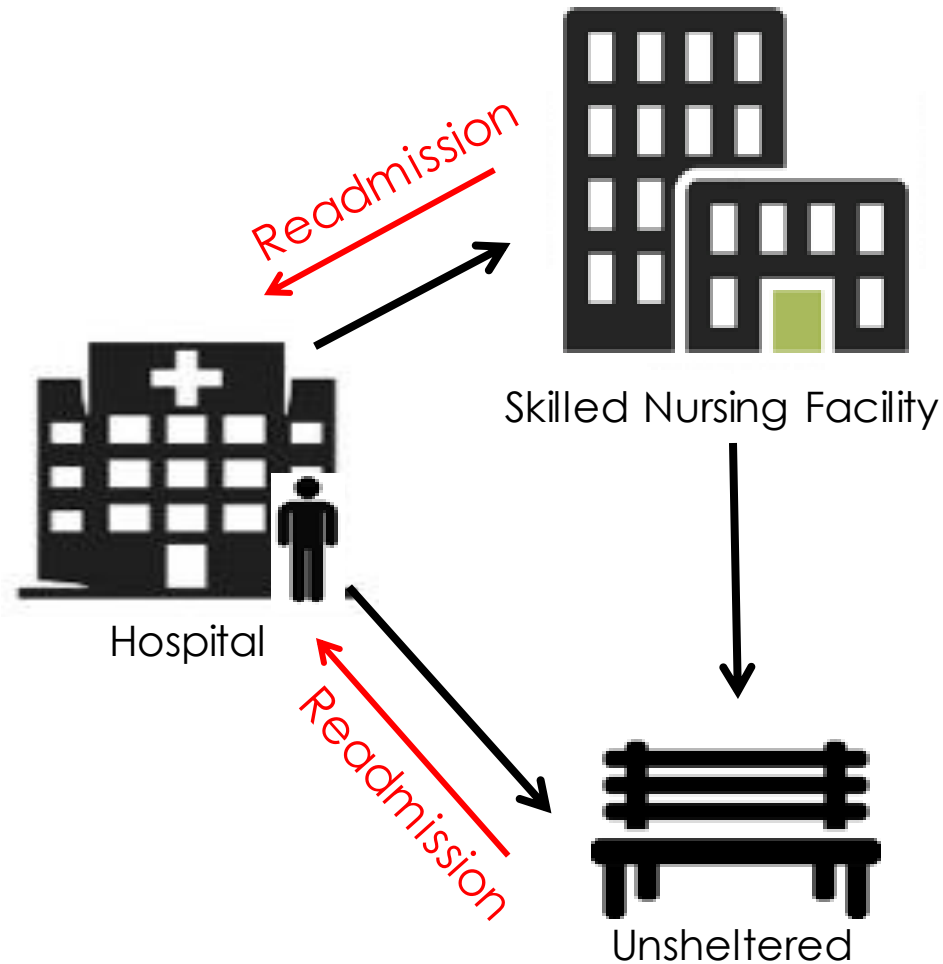 Readmission
Skilled Nursing Facility
Hospital
Readmission
Unsheltered